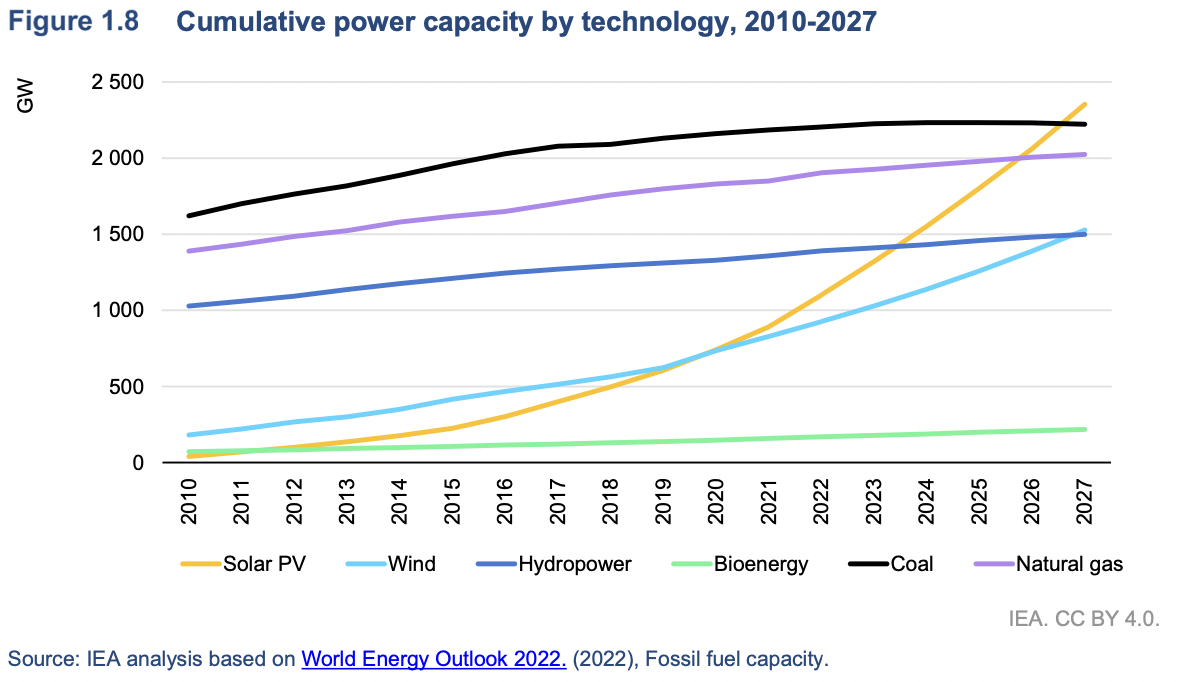 Figure 1.8 Cumulative power capacity by technology, 2010-2027
GW
2 500
2 000
1 500
1 000
500
0
2010 2011 2012 2013 2014 2015 2016 2017 2018 2019 2020 2021 2022 2023 2024 2025 2026 2027
Solar PV Wind Hydropower Bioenergy Coal Natural gas
IEA. CC BY 4.0.
Source: IEA analysis based on World Energy Outlook 2022. (2022), Fossil fuel capacity.